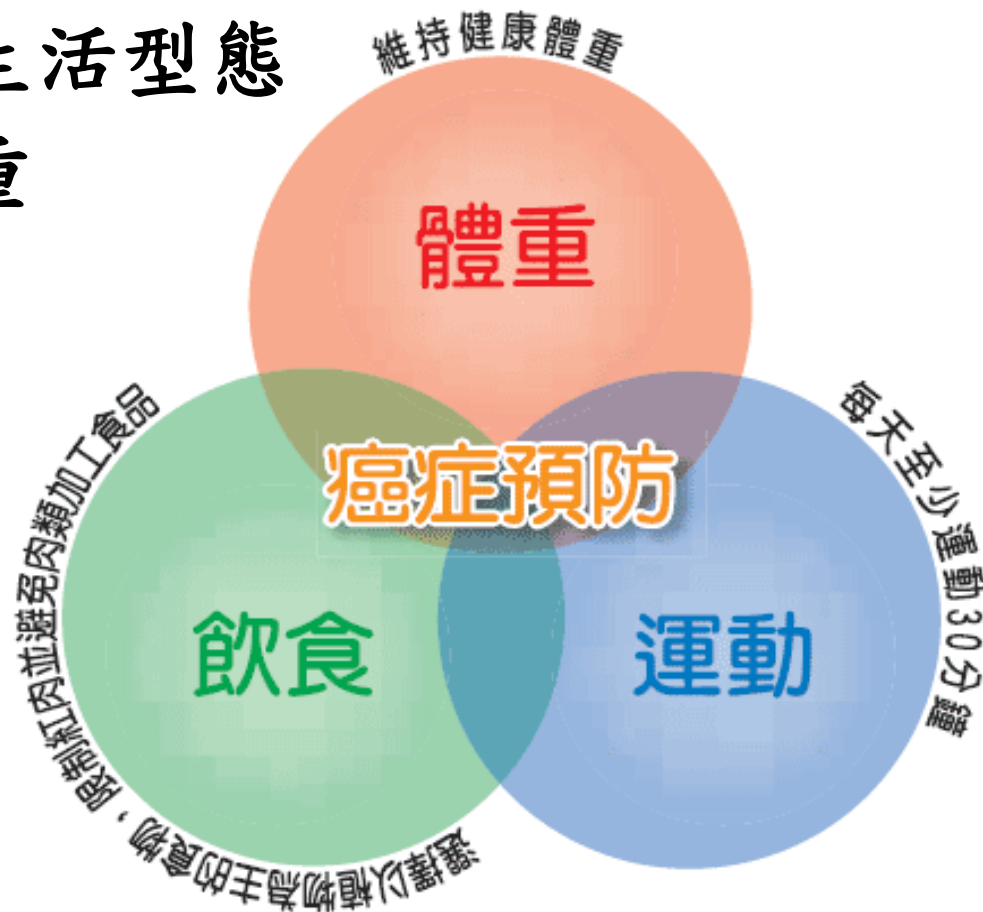 生活型態
重
維持健康體重
體重
癌症預防
飲食
運動
選擇以植物為主的食物，限制紅肉並避免肉類加工食品
每天至少運動30分鐘